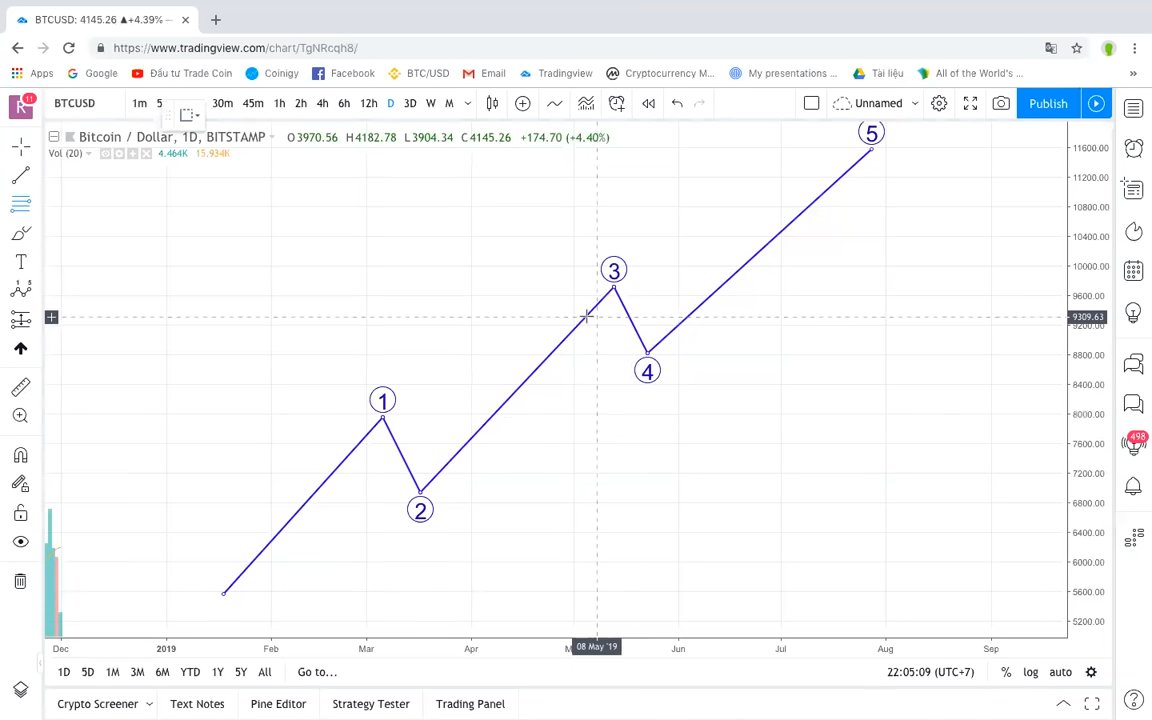 BTCUSD: 4145.26 ▲+4.39% —
https://www.tradingview.com/chart/TgNRcqh8/
Apps Google Đầu tư Trade Coin Coinigy Facebook BTC/USD Email Tradingview Cryptocurrency M... My presentations ... Tài liệu All of the World's ... »
R 11 BTCUSD 1m 5 30m 45m 1h 2h 4h 6h 12h D 3D W M Unnamed Publish
Bitcoin / Dollar, 1D, BITSTAMP O3970.56 H4182.78 L3904.34 C4145.26 +174.70 (+4.40%)
Vol (20) 4.464K 15.934K
5
11600.00
11200.00
10800.00
10400.00
3
10000.00
9600.00
9309.63
9200.00
8800.00
4
8400.00
1
8000.00
498
7600.00
7200.00
2
6800.00
6400.00
6000.00
5600.00
5200.00
Dec 2019 Feb Mar Apr 08 May '19 Jun Jul Aug Sep
1D 5D 1M 3M 6M YTD 1Y 5Y All Go to... 22:05:09 (UTC+7) % log auto
Crypto Screener Text Notes Pine Editor Strategy Tester Trading Panel